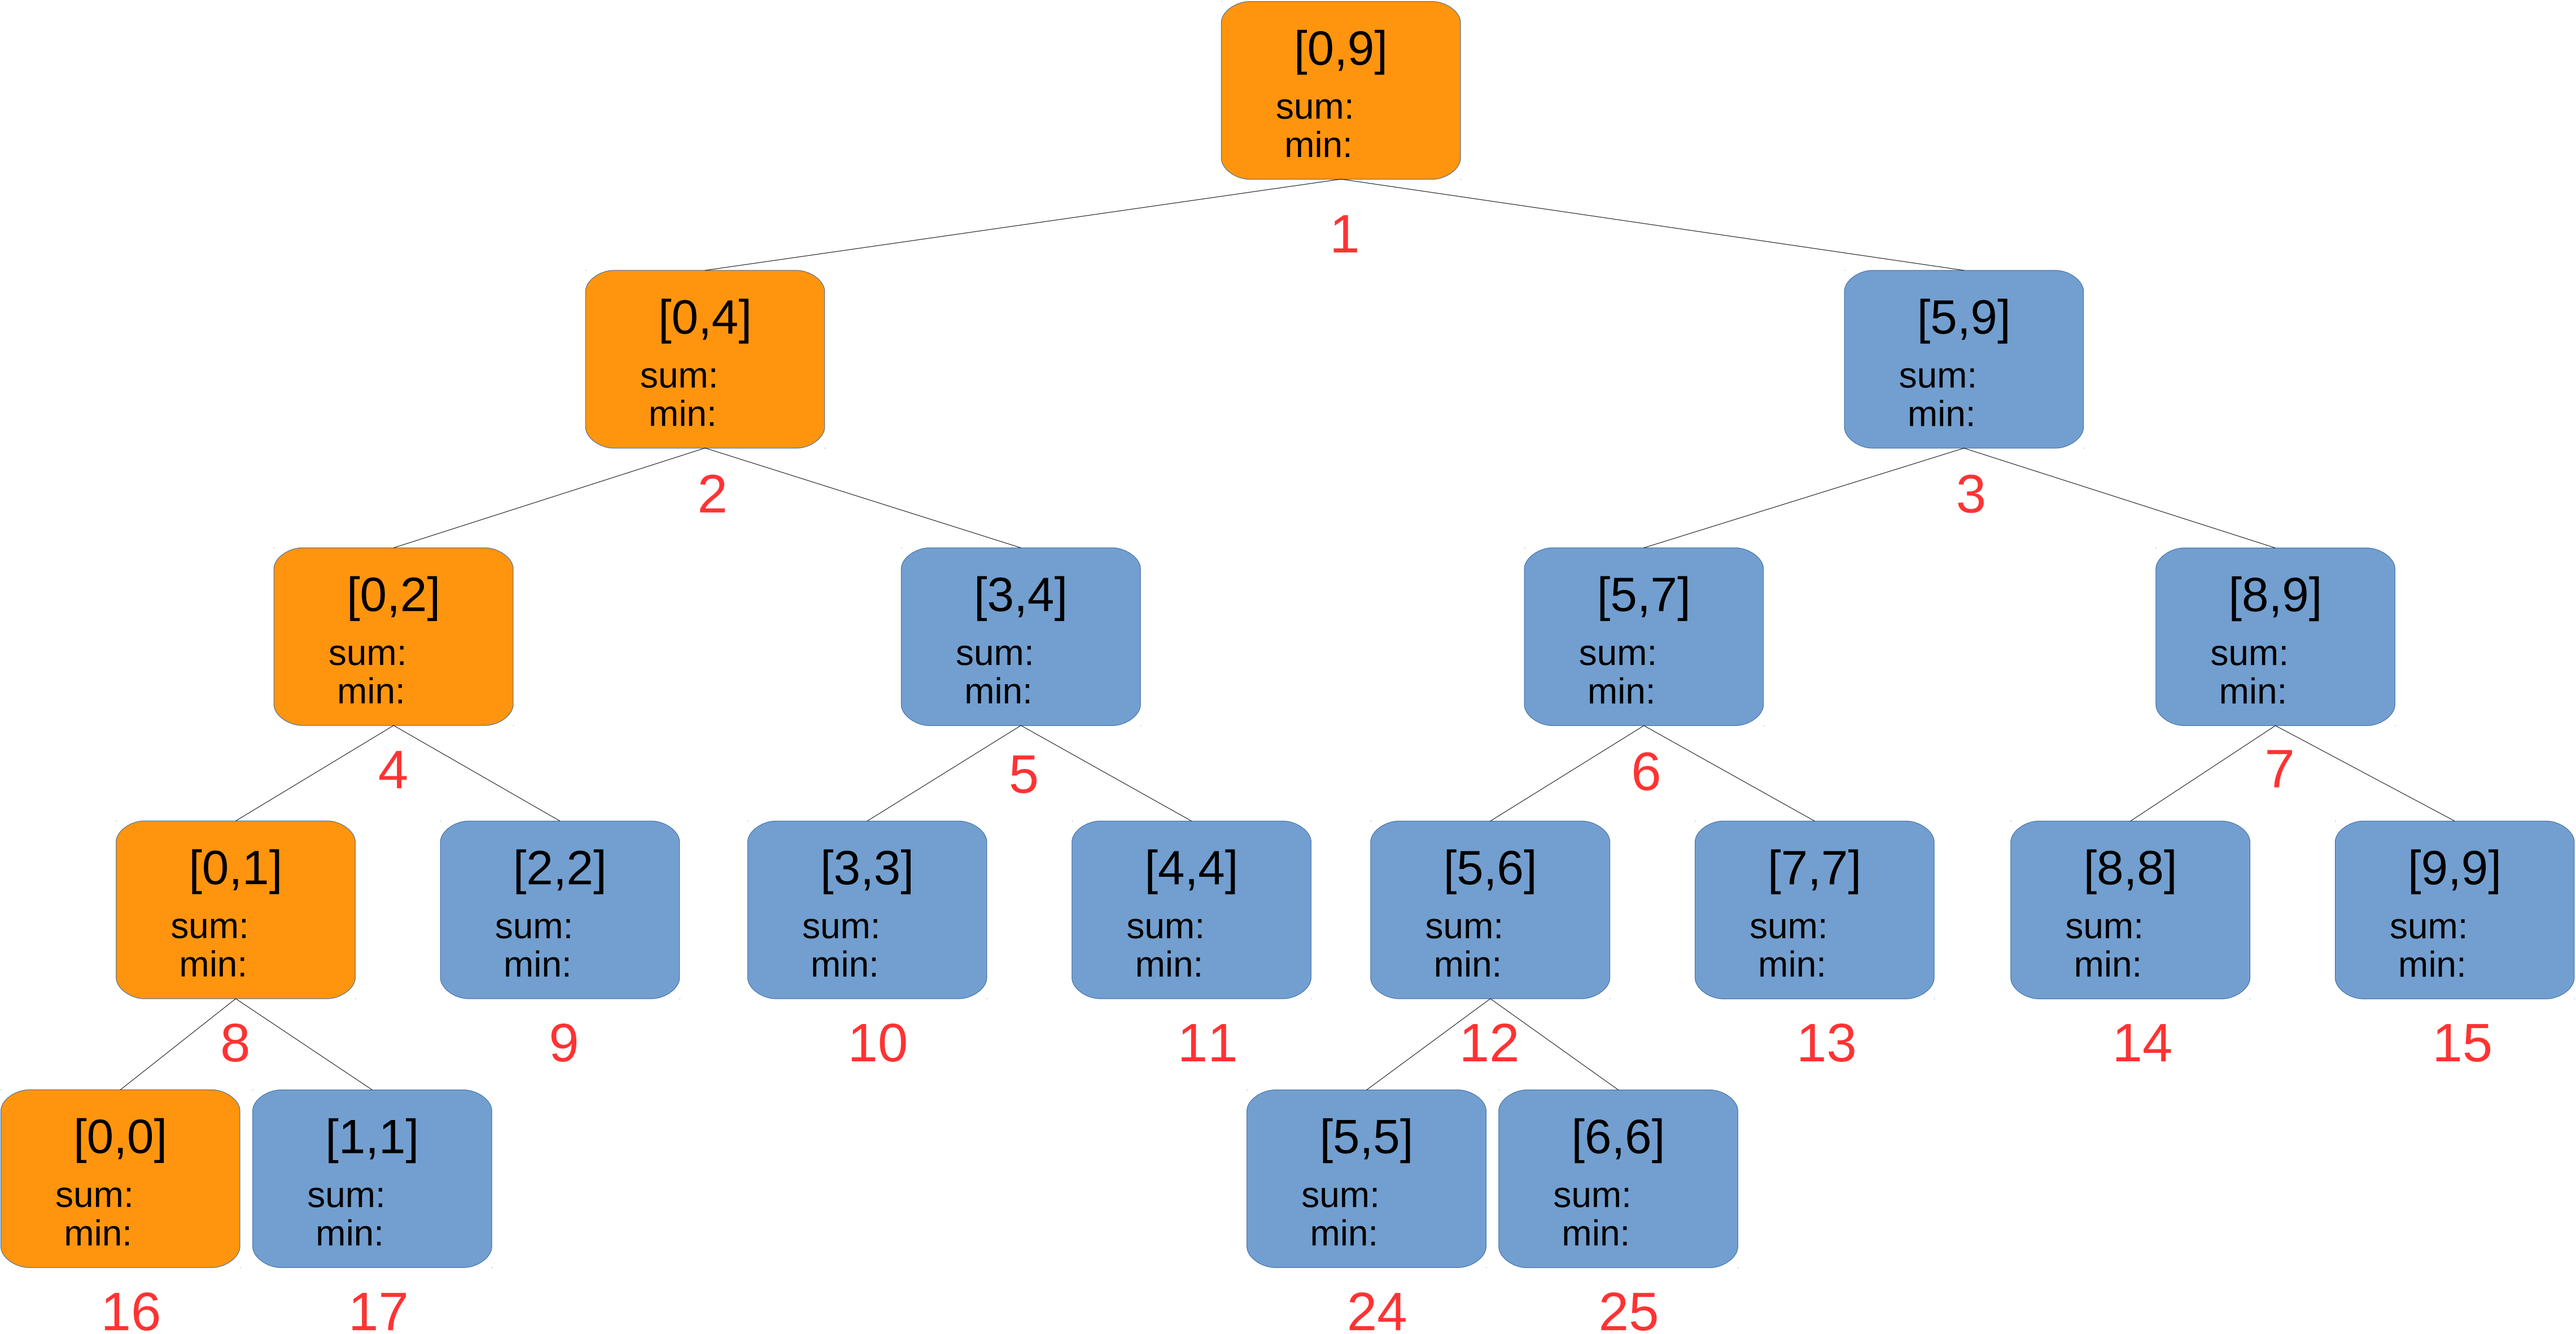 [0,9]
sum:
min:
1
[0,4]
sum:
min:
2
[5,9]
sum:
min:
3
[0,2]
sum:
min:
4
[3,4]
sum:
min:
5
[5,7]
sum:
min:
6
[8,9]
sum:
min:
7
[0,1]
sum:
min:
8
[2,2]
sum:
min:
9
[3,3]
sum:
min:
10
[4,4]
sum:
min:
11
[5,6]
sum:
min:
12
[7,7]
sum:
min:
13
[8,8]
sum:
min:
14
[9,9]
sum:
min:
15
[0,0]
sum:
min:
16
[1,1]
sum:
min:
17
[5,5]
sum:
min:
24
[6,6]
sum:
min:
25